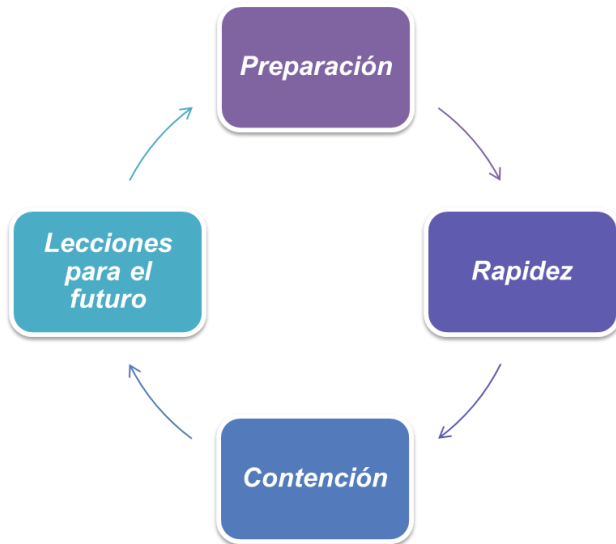 Preparación
Rapidez
Contención
Lecciones
para el
futuro